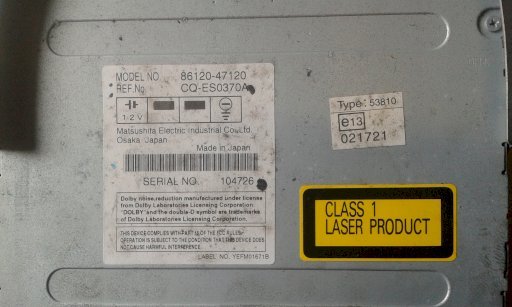 MODEL NO. 86120-47120
REF.No. CQ-ES0370A
12V
Matsushita Electric Industrial Co.,Ltd.
Osaka Japan
Made in Japan
SERIAL NO. 104726
Dolby noise reduction manufactured under license
from Dolby Laboratories Licensing Corporation.
"DOLBY" and the double-D symbol are trademarks
of Dolby Laboratories Licensing Corporation.
THIS DEVICE COMPLIES WITH PART 15 OF THE FCC RULES.
OPERATION IS SUBJECT TO THE CONDITION THAT THIS DEVICE DOES
NOT CAUSE HARMFUL INTERFERENCE.
LABEL NO. YEFM01671B
Type: 53810
e13
021721
CLASS 1
LASER PRODUCT